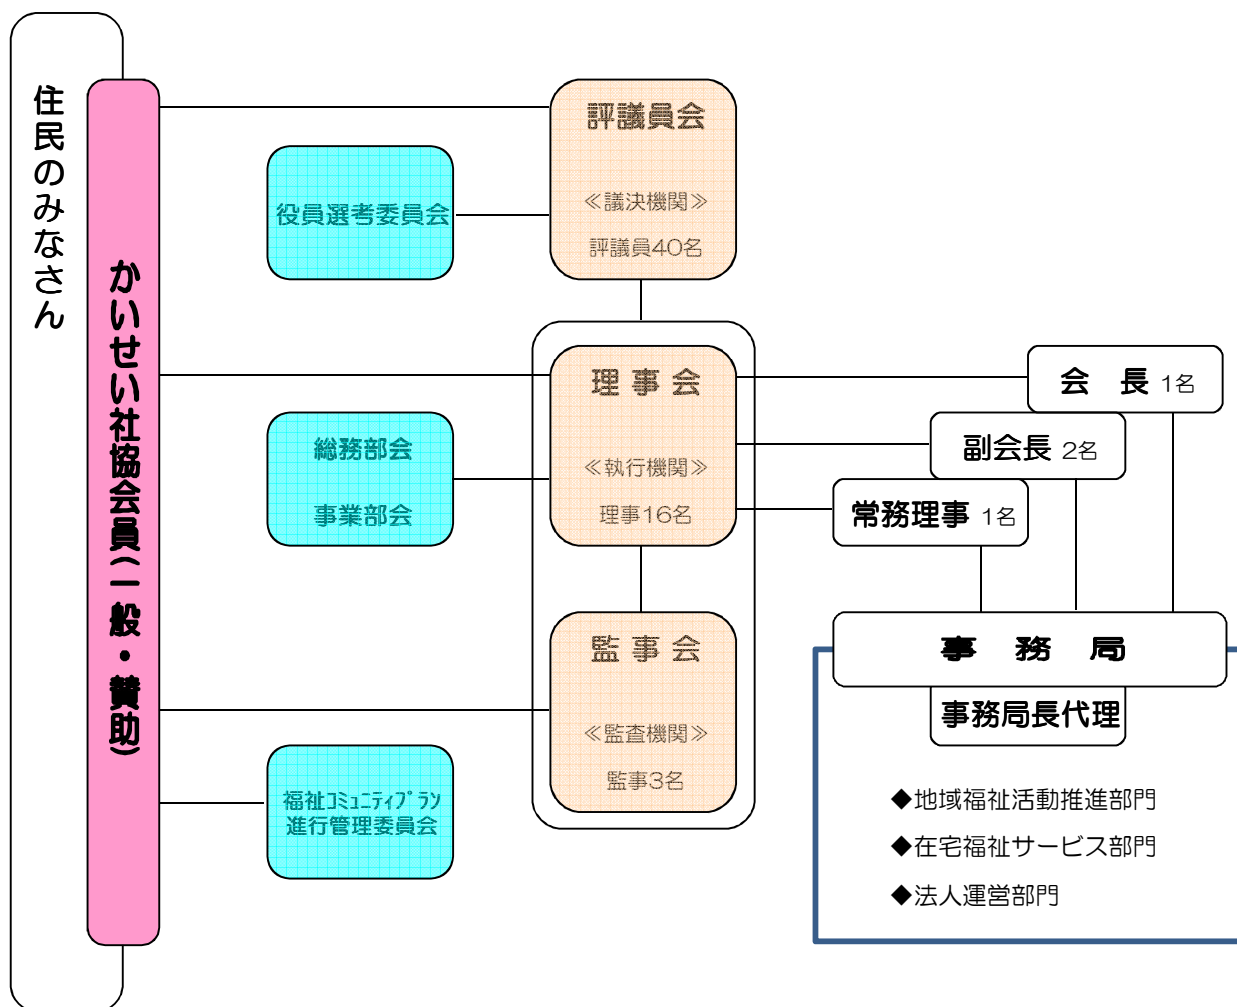 住民のみなさん
かいせい社協会員(一般・賛助)
評議員会
≪議決機関≫
評議員40名
役員選考委員会
理事会
≪執行機関≫
理事16名
総務部会
事業部会
会 長 1名
副会長 2名
常務理事 1名
監事会
≪監査機関≫
監事3名
福祉ｺﾐｭﾆﾃｨﾌﾟﾗﾝ
進行管理委員会
事 務 局
事務局長代理
◆地域福祉活動推進部門
◆在宅福祉サービス部門
◆法人運営部門